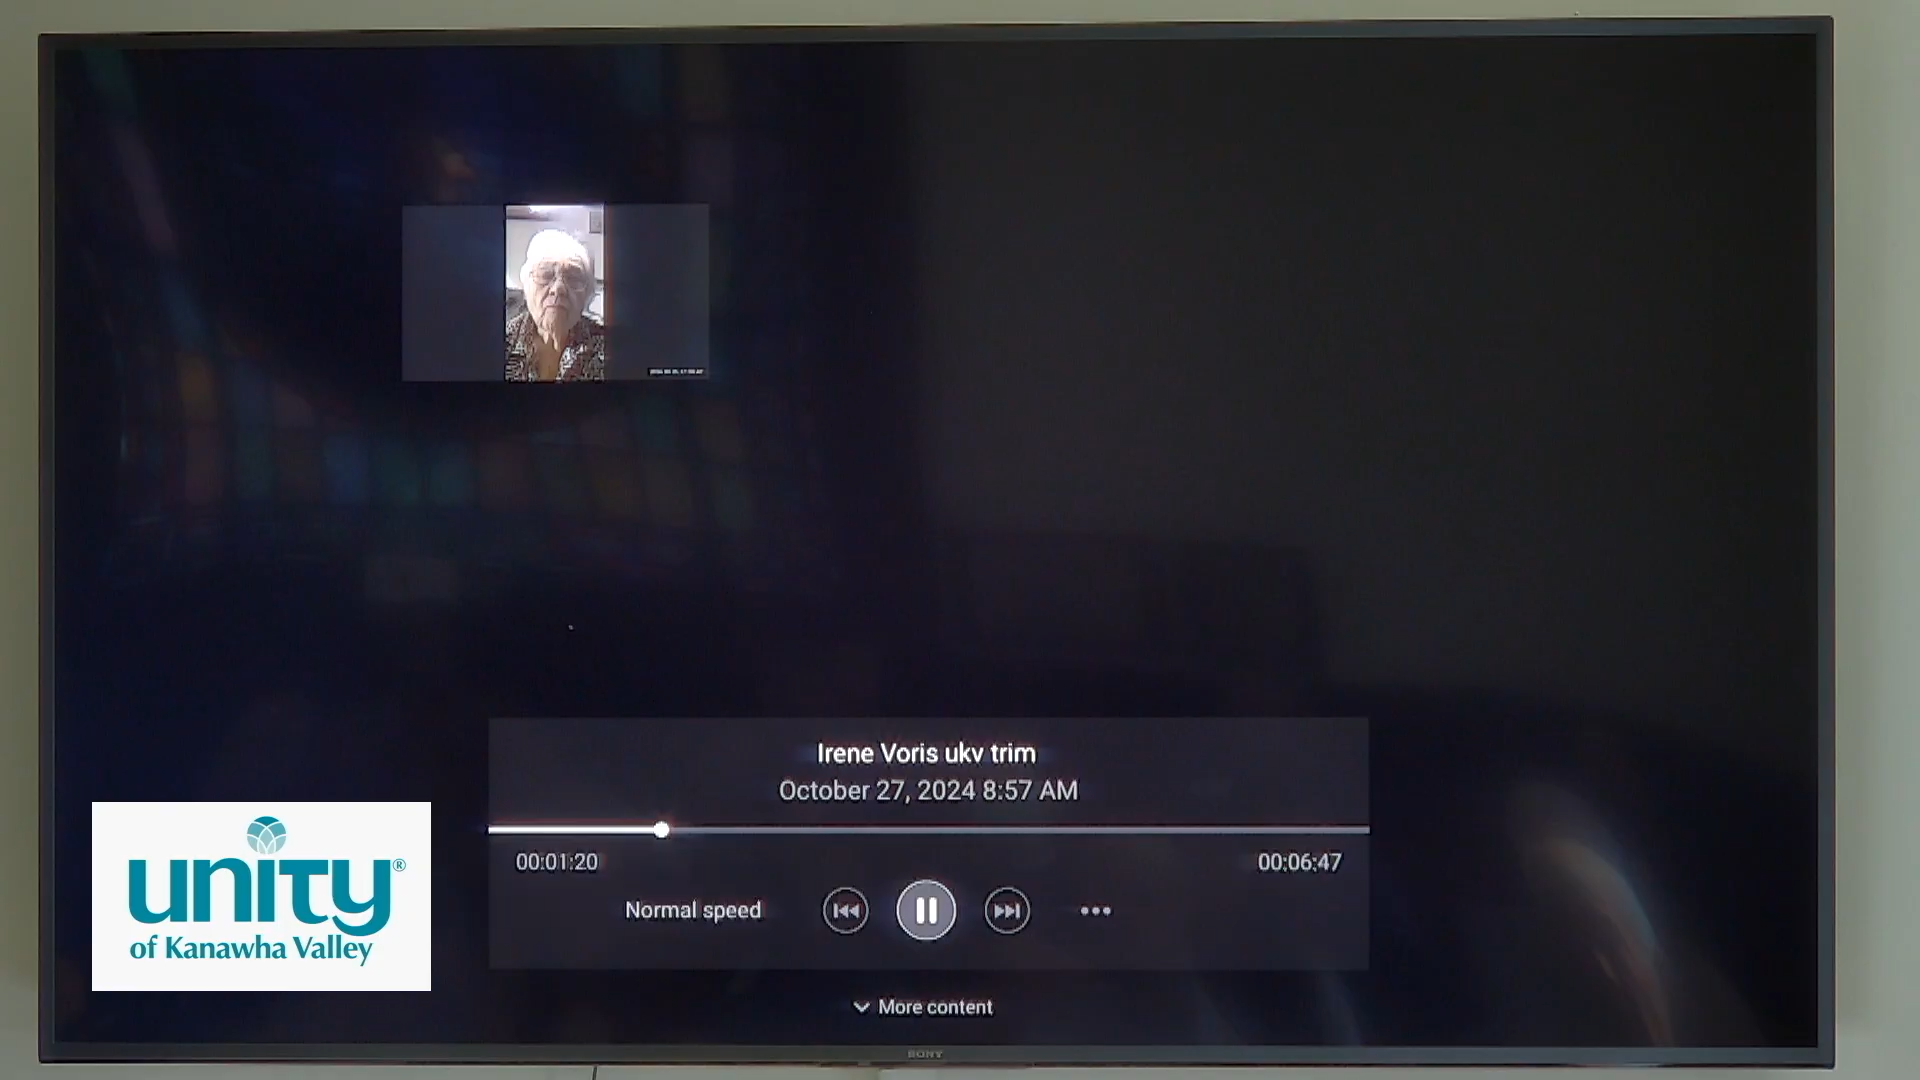 Irene Voris ukv trim
October 27, 2024 8:57 AM
00:01:20
00:06:47
Normal speed
More content
unity®
of Kanawha Valley
SONY